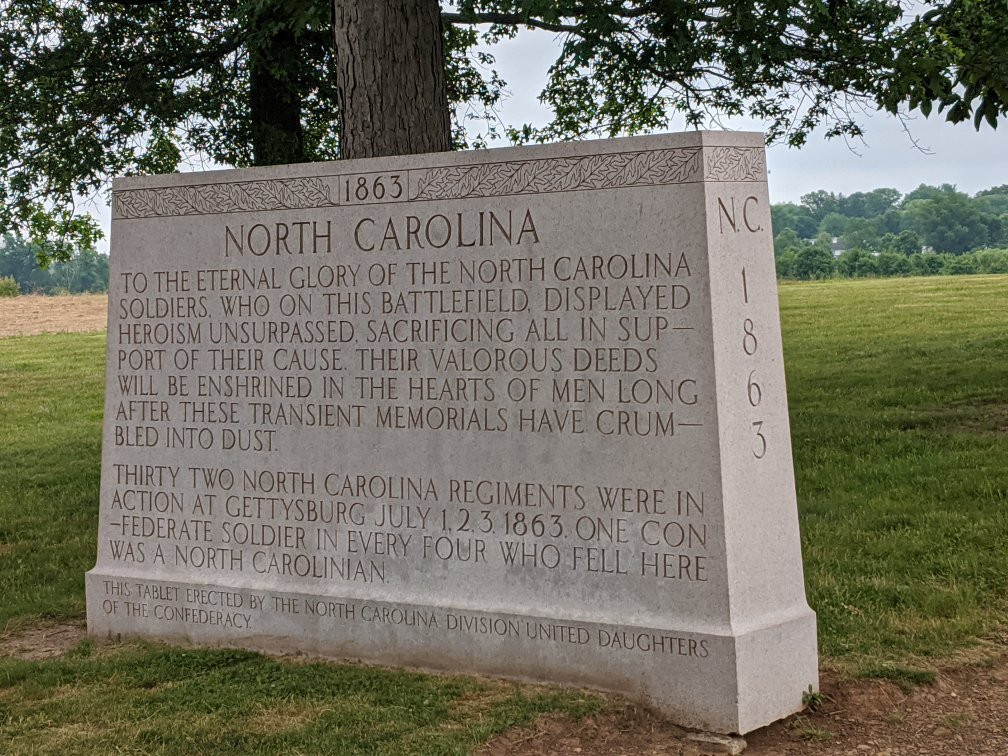 1863
NORTH CAROLINA
TO THE ETERNAL GLORY OF THE NORTH CAROLINA
SOLDIERS, WHO ON THIS BATTLEFIELD, DISPLAYED
HEROISM UNSURPASSED, SACRIFICING ALL IN SUP—
PORT OF THEIR CAUSE. THEIR VALOROUS DEEDS
WILL BE ENSHRINED IN THE HEARTS OF MEN LONG
AFTER THESE TRANSIENT MEMORIALS HAVE CRUM—
BLED INTO DUST.
THIRTY TWO NORTH CAROLINA REGIMENTS WERE IN
ACTION AT GETTYSBURG JULY 1,2,3, 1863. ONE CON
—FEDERATE SOLDIER IN EVERY FOUR WHO FELL HERE
WAS A NORTH CAROLINIAN.
THIS TABLET ERECTED BY THE NORTH CAROLINA DIVISION UNITED DAUGHTERS
OF THE CONFEDERACY.
N.C.
1
8
6
3